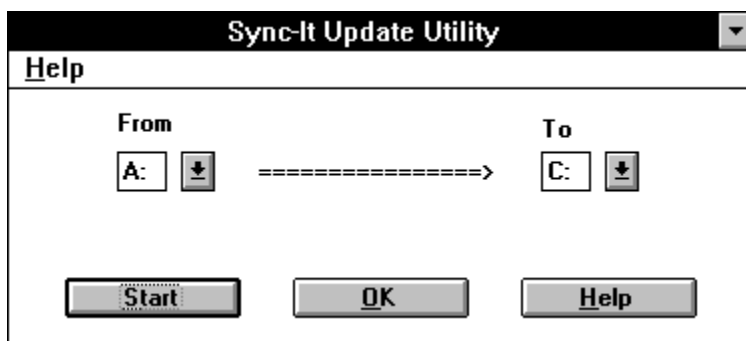 Sync-It Update Utility
Help
From To
A: ===============> C:
Start OK Help